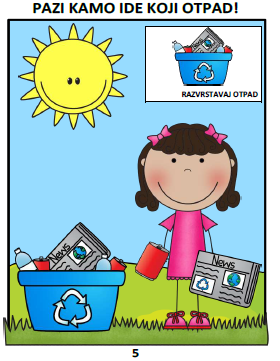 PAZI KAMO IDE KOJI OTPAD!
RAZVRSTAVAJ OTPAD
News
News
5